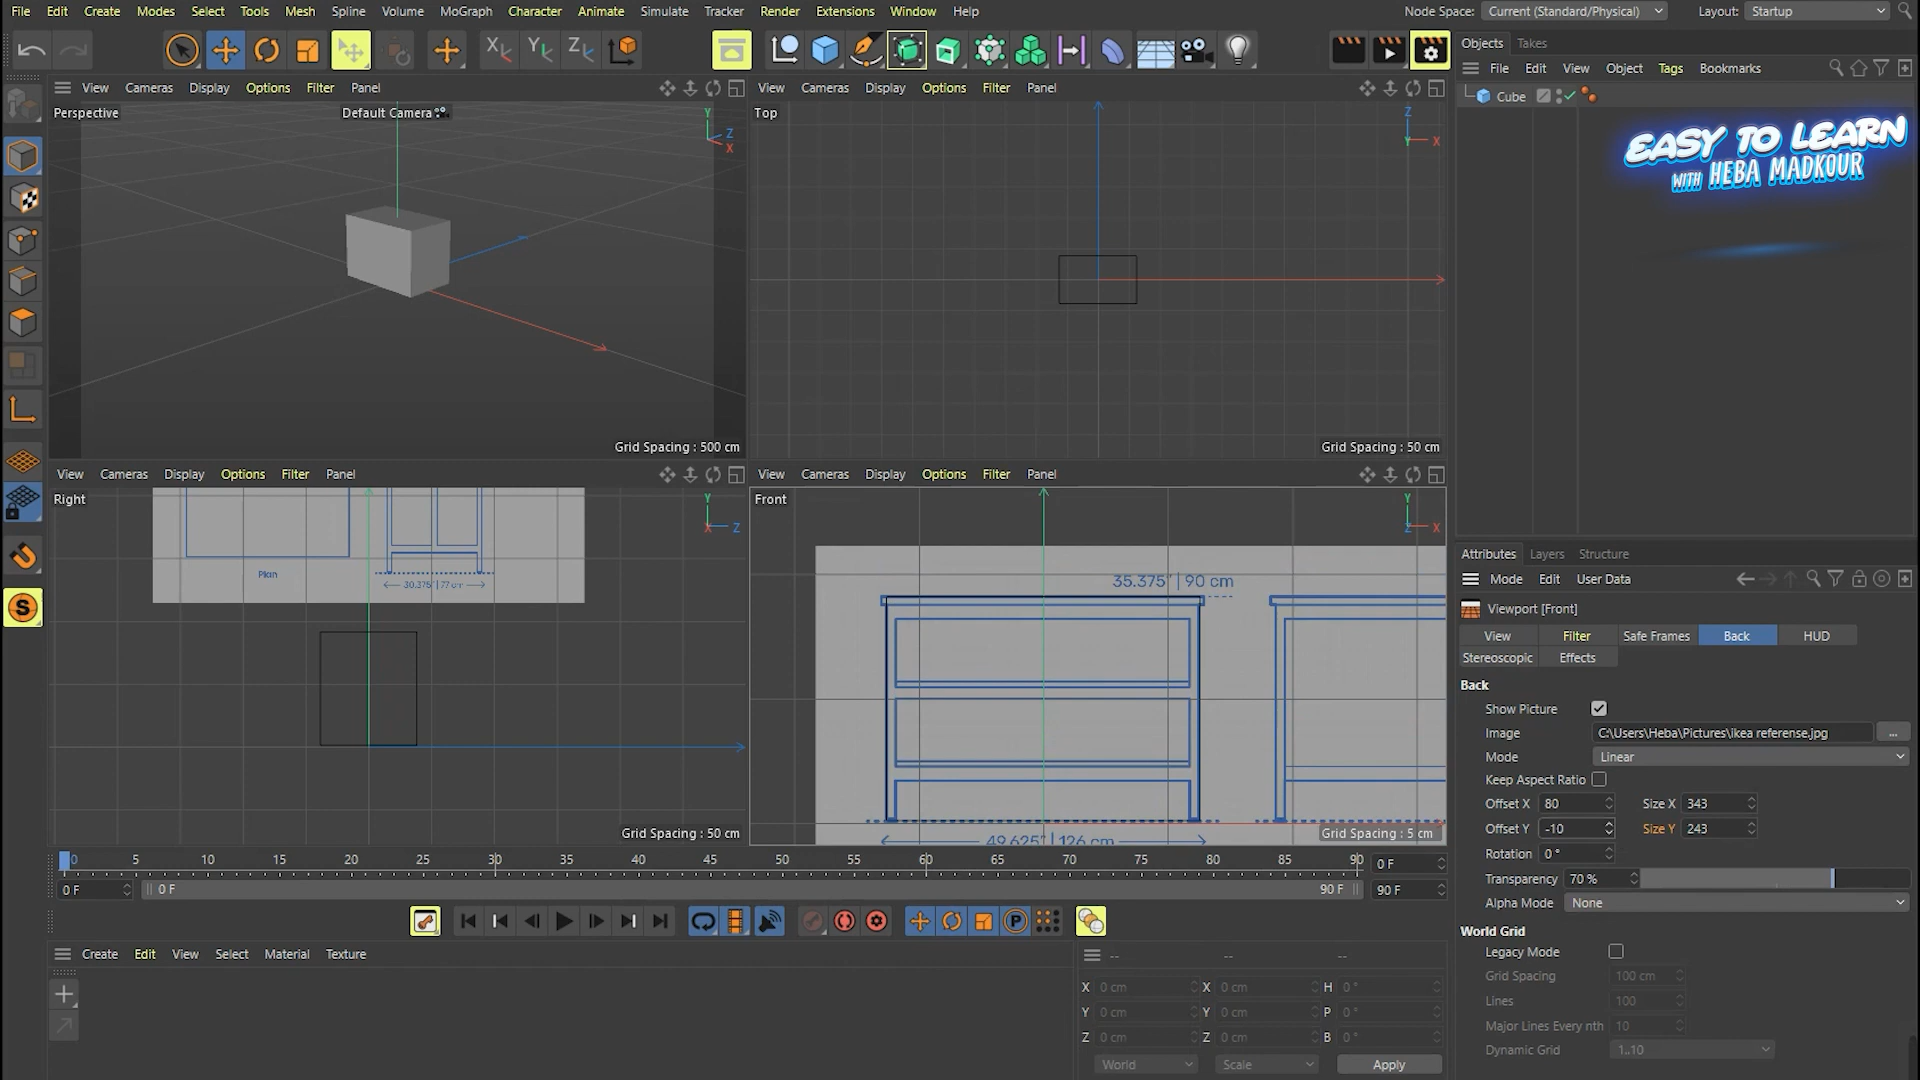 File Edit Create Modes Select Tools Mesh Spline Volume MoGraph Character Animate Simulate Tracker Render Extensions Window Help Node Space: Current (Standard/Physical) Layout: Startup
X Y Z
Objects Takes
File Edit View Object Tags Bookmarks
Cube
EASY TO LEARN
WITH HEBA MADKOUR
View Cameras Display Options Filter Panel
Perspective Default Camera
Y
Z
X
Grid Spacing : 500 cm
View Cameras Display Options Filter Panel
Top
Z
Y X
Grid Spacing : 50 cm
View Cameras Display Options Filter Panel
Right
Y
X Z
Plan
30.375" | 77 cm
Grid Spacing : 50 cm
View Cameras Display Options Filter Panel
Front
Y
Z X
35.375" | 90 cm
49.625" | 126 cm
Grid Spacing : 5 cm
Attributes Layers Structure
Mode Edit User Data
Viewport [Front]
View Filter Safe Frames Back HUD
Stereoscopic Effects
Back
Show Picture
Image C:\Users\Heba\Pictures\ikea referense.jpg ...
Mode Linear
Keep Aspect Ratio
Offset X 80 Size X 343
Offset Y -10 Size Y 243
Rotation 0 °
Transparency 70 %
Alpha Mode None
World Grid
Legacy Mode
Grid Spacing 100 cm
Lines 100
Major Lines Every nth 10
Dynamic Grid 1..10
0 5 10 15 20 25 30 35 40 45 50 55 60 65 70 75 80 85 90 0 F
0 F 0 F 90 F 90 F
P
S
Create Edit View Select Material Texture
-- -- --
X 0 cm X 0 cm H 0 °
Y 0 cm Y 0 cm P 0 °
Z 0 cm Z 0 cm B 0 °
World Scale Apply